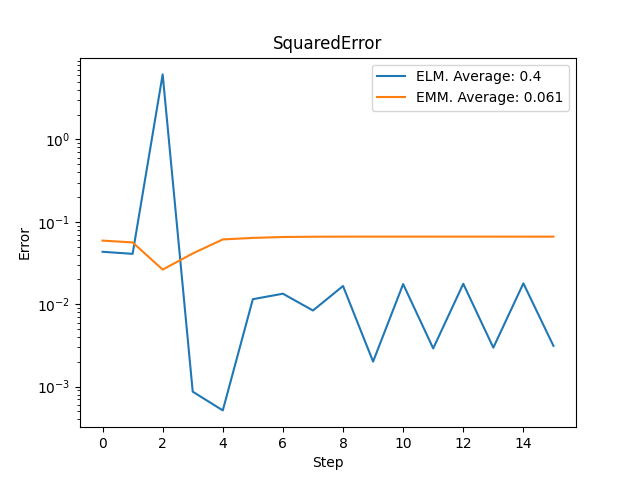 SquaredError
ELM. Average: 0.4
EMM. Average: 0.061
Error
10⁰
10⁻¹
10⁻²
10⁻³
0 2 4 6 8 10 12 14
Step